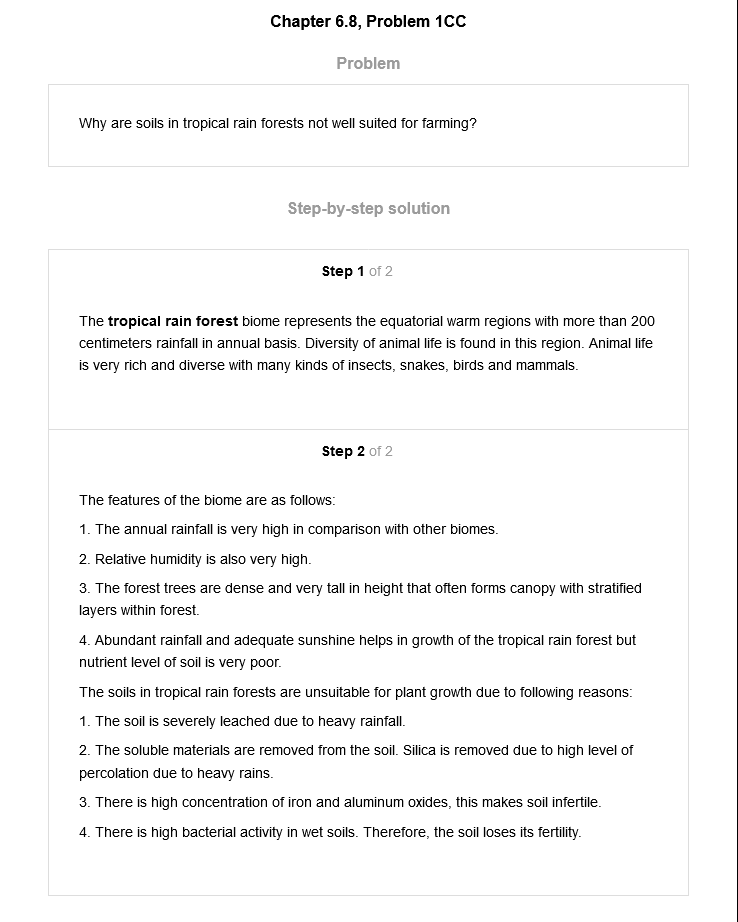 Chapter 6.8, Problem 1CC
Problem
Why are soils in tropical rain forests not well suited for farming?
Step-by-step solution
Step 1 of 2
The tropical rain forest biome represents the equatorial warm regions with more than 200
centimeters rainfall in annual basis. Diversity of animal life is found in this region. Animal life
is very rich and diverse with many kinds of insects, snakes, birds and mammals.
Step 2 of 2
The features of the biome are as follows:
1. The annual rainfall is very high in comparison with other biomes.
2. Relative humidity is also very high.
3. The forest trees are dense and very tall in height that often forms canopy with stratified
layers within forest.
4. Abundant rainfall and adequate sunshine helps in growth of the tropical rain forest but
nutrient level of soil is very poor.
The soils in tropical rain forests are unsuitable for plant growth due to following reasons:
1. The soil is severely leached due to heavy rainfall.
2. The soluble materials are removed from the soil. Silica is removed due to high level of
percolation due to heavy rains.
3. There is high concentration of iron and aluminum oxides, this makes soil infertile.
4. There is high bacterial activity in wet soils. Therefore, the soil loses its fertility.